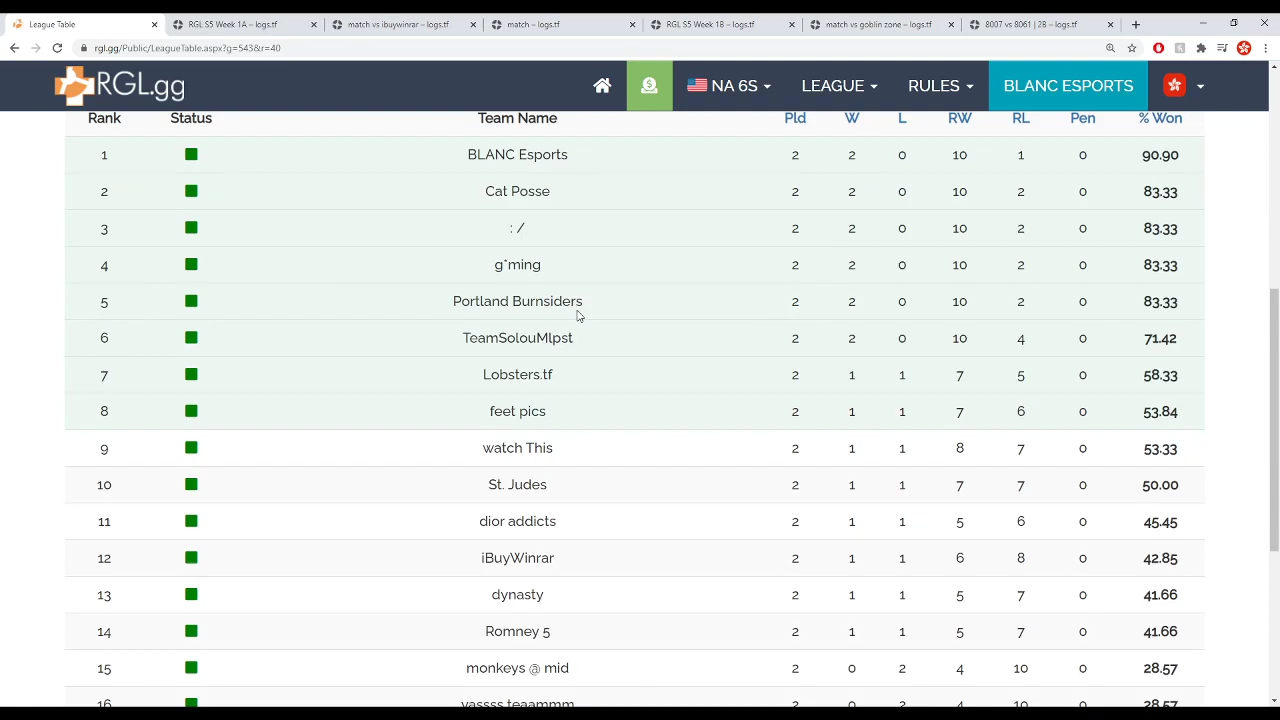 League Table
RGL S5 Week 1A – logs.tf
match vs ibuywinrar – logs.tf
match – logs.tf
RGL S5 Week 1B – logs.tf
match vs goblin zone – logs.tf
8007 vs 8061 | 2B – logs.tf
rgl.gg/Public/LeagueTable.aspx?g=543&r=40
RGL.gg NA 6S LEAGUE RULES BLANC ESPORTS
Rank Status Team Name Pld W L RW RL Pen % Won
1 BLANC Esports 2 2 0 10 1 0 90.90
2 Cat Posse 2 2 0 10 2 0 83.33
3 : / 2 2 0 10 2 0 83.33
4 g*ming 2 2 0 10 2 0 83.33
5 Portland Burnsiders 2 2 0 10 2 0 83.33
6 TeamSolouMlpst 2 2 0 10 4 0 71.42
7 Lobsters.tf 2 1 1 7 5 0 58.33
8 feet pics 2 1 1 7 6 0 53.84
9 watch This 2 1 1 8 7 0 53.33
10 St. Judes 2 1 1 7 7 0 50.00
11 dior addicts 2 1 1 5 6 0 45.45
12 iBuyWinrar 2 1 1 6 8 0 42.85
13 dynasty 2 1 1 5 7 0 41.66
14 Romney 5 2 1 1 5 7 0 41.66
15 monkeys @ mid 2 0 2 4 10 0 28.57
16 yassss teaammm 2 0 2 4 10 0 28.57